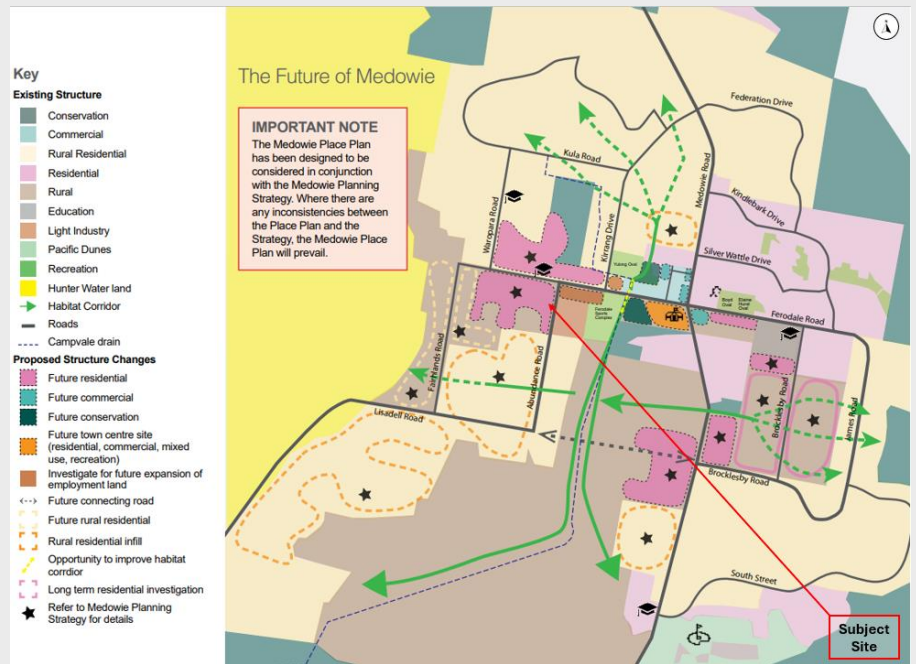 Key
Existing Structure
Conservation
Commercial
Rural Residential
Residential
Rural
Education
Light Industry
Pacific Dunes
Recreation
Hunter Water land
Habitat Corridor
Roads
Campvale drain
Proposed Structure Changes
Future residential
Future commercial
Future conservation
Future town centre site
(residential, commercial, mixed
use, recreation)
Investigate for future expansion of
employment land
Future connecting road
Future rural residential
Rural residential infill
Opportunity to improve habitat
corrdior
Long term residential investigation
Refer to Medowie Planning
Strategy for details
The Future of Medowie
IMPORTANT NOTE
The Medowie Place Plan
has been designed to be
considered in conjunction
with the Medowie Planning
Strategy. Where there are
any inconsistencies between
the Place Plan and the
Strategy, the Medowie Place
Plan will prevail.
Federation Drive
Kula Road
Medowie Road
Kindlebark Drive
Waropara Road
Kirrang Drive
Silver Wattle Drive
Yulong Oval
Boyd
Oval
Ferodale
Sports
Complex
Ferodale Road
Fairlands Road
Abundance Road
Brocklesby Road
James Road
Lisadell Road
Brocklesby Road
South Street
Subject
Site